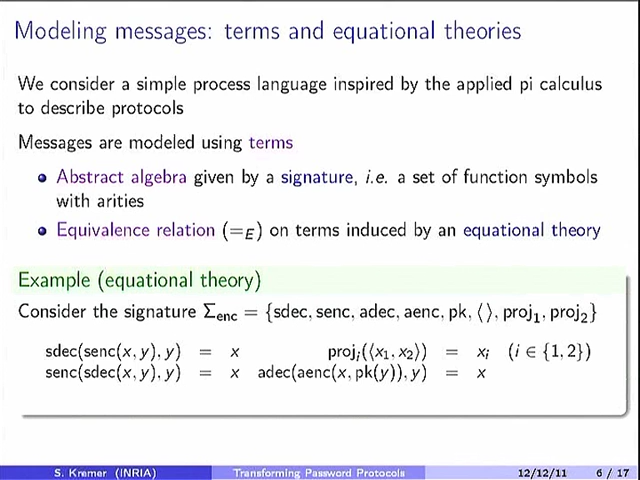 Modeling messages: terms and equational theories
We consider a simple process language inspired by the applied pi calculus
to describe protocols
Messages are modeled using terms
Abstract algebra given by a signature, i.e. a set of function symbols
with arities
Equivalence relation (=E) on terms induced by an equational theory
Example (equational theory)
Consider the signature Σenc = {sdec, senc, adec, aenc, pk, ⟨ ⟩, proj₁, proj₂}
sdec(senc(x, y), y) = x projᵢ(⟨x₁, x₂⟩) = xᵢ (i ∈ {1, 2})
senc(sdec(x, y), y) = x adec(aenc(x, pk(y)), y) = x
S. Kremer (INRIA) Transforming Password Protocols 12/12/11 6 / 17